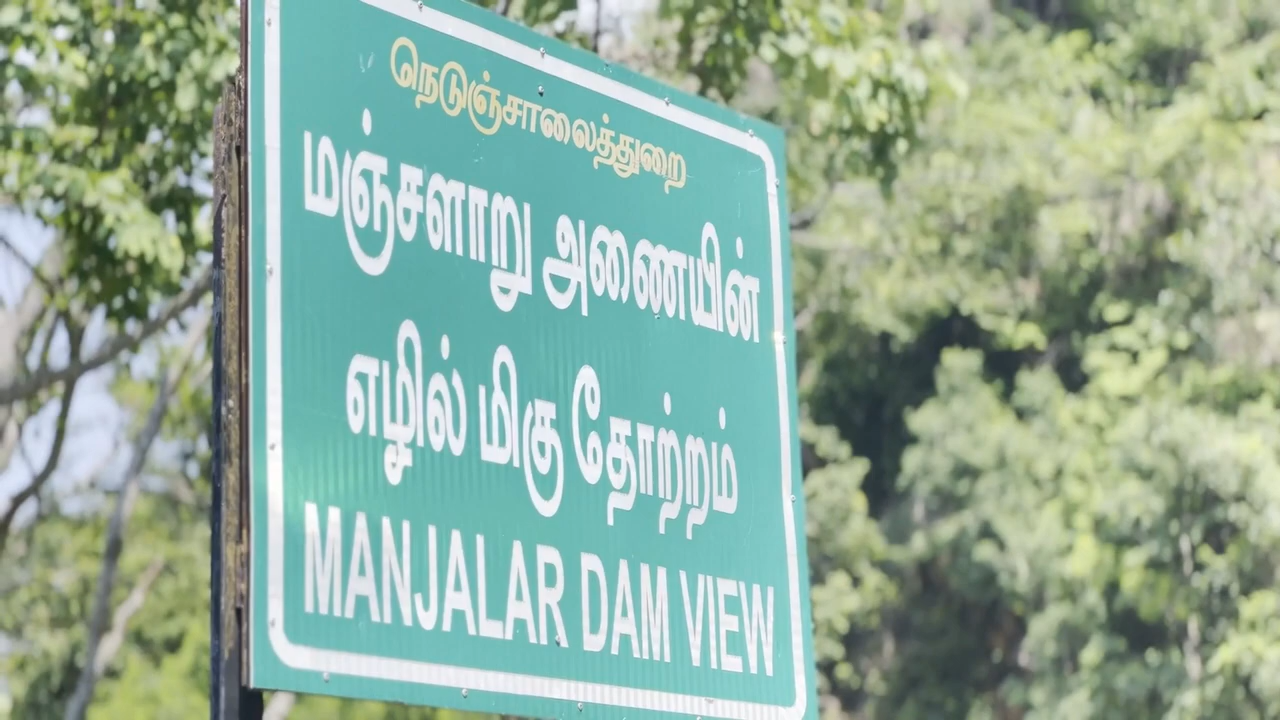 நெடுஞ்சாலைத்துறை
மஞ்சளாறு அணையின்
எழில் மிகு தோற்றம்
MANJALAR DAM VIEW